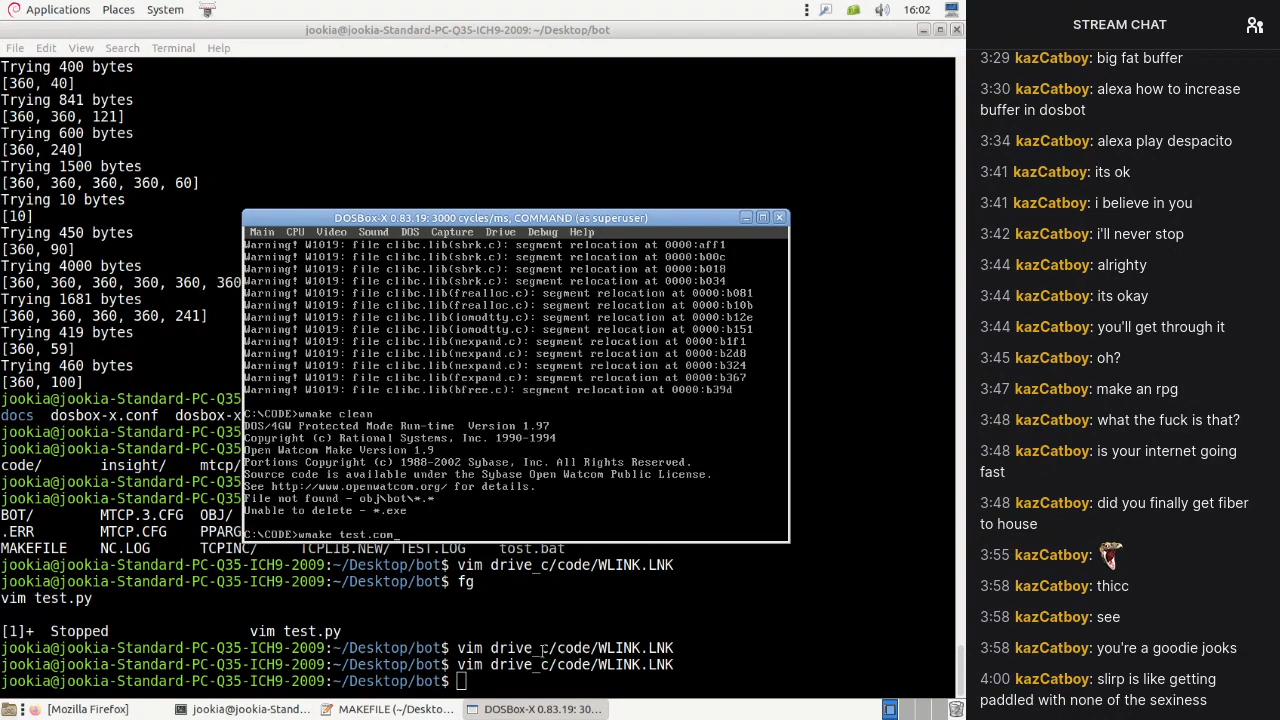 Applications Places System
16:02
jookia@jookia-Standard-PC-Q35-ICH9-2009: ~/Desktop/bot
File Edit View Search Terminal Help
Trying 400 bytes
[360, 40]
Trying 841 bytes
[360, 360, 121]
Trying 600 bytes
[360, 240]
Trying 1500 bytes
[360, 360, 360, 360, 60]
Trying 10 bytes
[10]
Trying 450 bytes
[360, 90]
Trying 4000 bytes
[360, 360, 360, 360, 360, 360
Trying 1681 bytes
[360, 360, 360, 360, 241]
Trying 419 bytes
[360, 59]
Trying 460 bytes
[360, 100]
jookia@jookia-Standard-PC-Q35
docs dosbox-x.conf dosbox-x
jookia@jookia-Standard-PC-Q35
jookia@jookia-Standard-PC-Q35
code/ insight/ mtcp/
jookia@jookia-Standard-PC-Q35
BOT/ MTCP.3.CFG OBJ/
.ERR MTCP.CFG PPARG
MAKEFILE NC.LOG TCPINC/ TCPLIB.NEW/ TEST.LOG tost.bat
jookia@jookia-Standard-PC-Q35-ICH9-2009:~/Desktop/bot$ vim drive_c/code/WLINK.LNK
jookia@jookia-Standard-PC-Q35-ICH9-2009:~/Desktop/bot$ fg
vim test.py
[1]+ Stopped vim test.py
jookia@jookia-Standard-PC-Q35-ICH9-2009:~/Desktop/bot$ vim drive_c/code/WLINK.LNK
jookia@jookia-Standard-PC-Q35-ICH9-2009:~/Desktop/bot$ vim drive_c/code/WLINK.LNK
jookia@jookia-Standard-PC-Q35-ICH9-2009:~/Desktop/bot$
DOSBox-X 0.83.19: 3000 cycles/ms, COMMAND (as superuser)
Main CPU Video Sound DOS Capture Drive Debug Help
Warning! W1019: file clibc.lib(sbrk.c): segment relocation at 0000:aff1
Warning! W1019: file clibc.lib(sbrk.c): segment relocation at 0000:b00c
Warning! W1019: file clibc.lib(sbrk.c): segment relocation at 0000:b018
Warning! W1019: file clibc.lib(sbrk.c): segment relocation at 0000:b034
Warning! W1019: file clibc.lib(frealloc.c): segment relocation at 0000:b081
Warning! W1019: file clibc.lib(frealloc.c): segment relocation at 0000:b10b
Warning! W1019: file clibc.lib(iomodtty.c): segment relocation at 0000:b12e
Warning! W1019: file clibc.lib(iomodtty.c): segment relocation at 0000:b151
Warning! W1019: file clibc.lib(nexpand.c): segment relocation at 0000:b1f1
Warning! W1019: file clibc.lib(nexpand.c): segment relocation at 0000:b2d8
Warning! W1019: file clibc.lib(nexpand.c): segment relocation at 0000:b324
Warning! W1019: file clibc.lib(fexpand.c): segment relocation at 0000:b367
Warning! W1019: file clibc.lib(bfree.c): segment relocation at 0000:b39d
C:\CODE>wmake clean
DOS/4GW Protected Mode Run-time Version 1.97
Copyright (c) Rational Systems, Inc. 1990-1994
Open Watcom Make Version 1.9
Portions Copyright (c) 1988-2002 Sybase, Inc. All Rights Reserved.
Source code is available under the Sybase Open Watcom Public License.
See http://www.openwatcom.org/ for details.
File not found - obj\bot\*.*
Unable to delete - *.exe
C:\CODE>wmake test.com_
[Mozilla Firefox]
jookia@jookia-Stand...
MAKEFILE (~/Deskto...
DOSBox-X 0.83.19: 30...
STREAM CHAT
3:29 kazCatboy: big fat buffer
3:30 kazCatboy: alexa how to increase
buffer in dosbot
3:34 kazCatboy: alexa play despacito
3:41 kazCatboy: its ok
3:41 kazCatboy: i believe in you
3:42 kazCatboy: i'll never stop
3:44 kazCatboy: alrighty
3:44 kazCatboy: its okay
3:44 kazCatboy: you'll get through it
3:45 kazCatboy: oh?
3:47 kazCatboy: make an rpg
3:48 kazCatboy: what the fuck is that?
3:48 kazCatboy: is your internet going
fast
3:48 kazCatboy: did you finally get fiber
to house
3:55 kazCatboy:
3:58 kazCatboy: thicc
3:58 kazCatboy: see
3:58 kazCatboy: you're a goodie jooks
4:00 kazCatboy: slirp is like getting
paddled with none of the sexiness